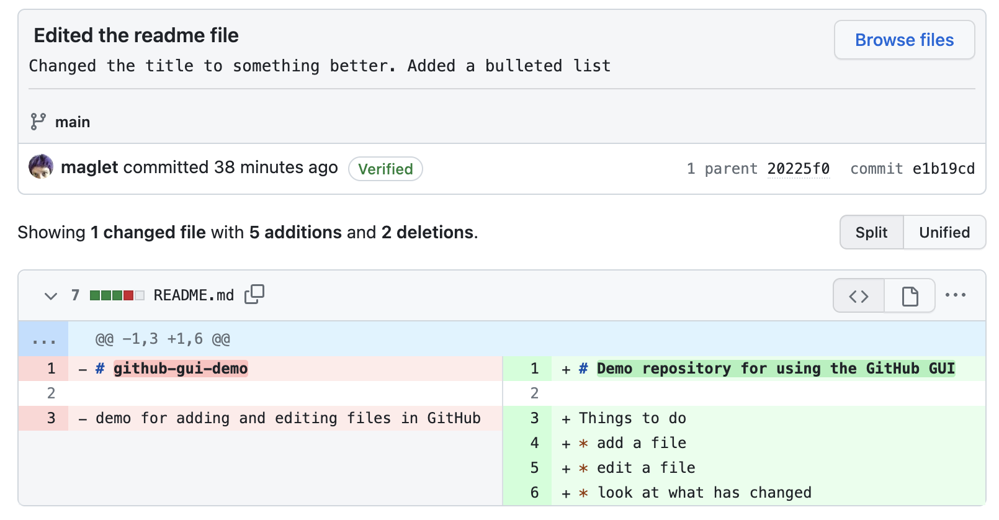 Edited the readme file
Browse files
Changed the title to something better. Added a bulleted list
main
maglet committed 38 minutes ago Verified 1 parent 20225f0 commit e1b19cd
Showing 1 changed file with 5 additions and 2 deletions.
Split Unified
7 README.md
... @@ -1,3 +1,6 @@
1 - # github-gui-demo
2
3 - demo for adding and editing files in GitHub
1 + # Demo repository for using the GitHub GUI
2
3 + Things to do
4 + * add a file
5 + * edit a file
6 + * look at what has changed